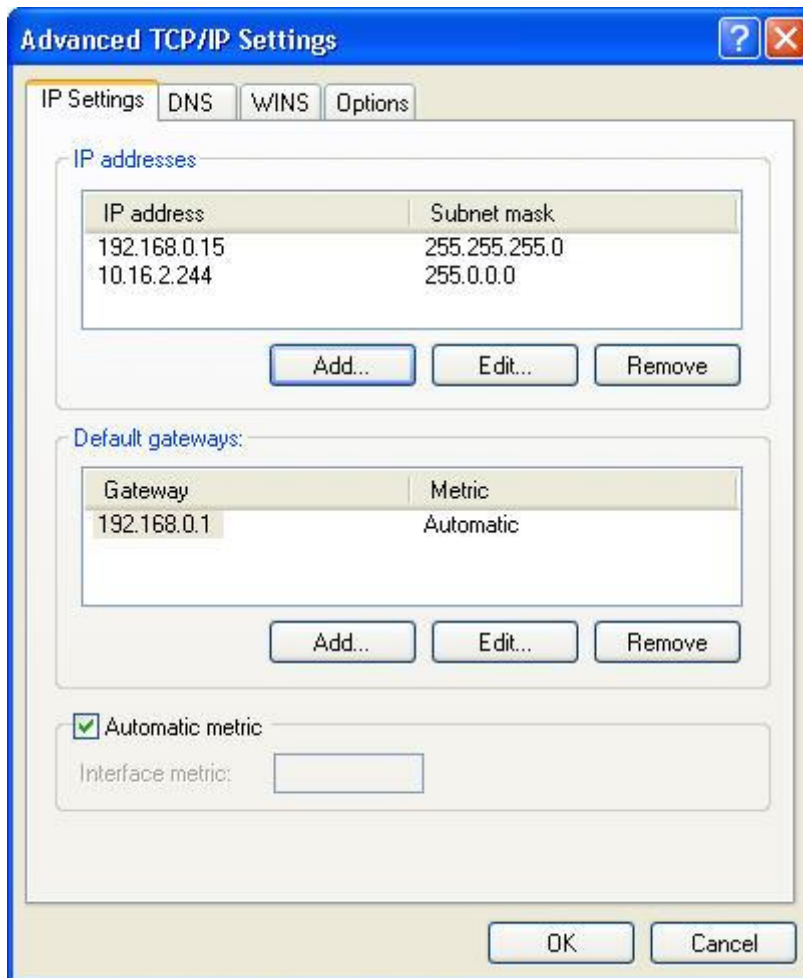 Advanced TCP/IP Settings
IP Settings DNS WINS Options
IP addresses
IP address Subnet mask
192.168.0.15 255.255.255.0
10.16.2.244 255.0.0.0
Add... Edit... Remove
Default gateways:
Gateway Metric
192.168.0.1 Automatic
Add... Edit... Remove
Automatic metric
Interface metric:
OK Cancel